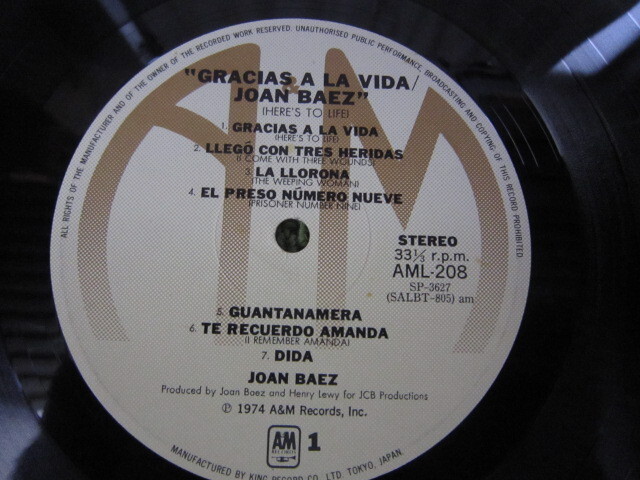 ALL RIGHTS OF THE MANUFACTURER AND OF THE OWNER OF THE RECORDED WORK RESERVED. UNAUTHORISED PUBLIC PERFORMANCE, BROADCASTING AND COPYING OF THIS RECORD PROHIBITED.
"GRACIAS A LA VIDA/
JOAN BAEZ"
(HERE'S TO LIFE)
1. GRACIAS A LA VIDA
(HERE'S TO LIFE)
2. LLEGÓ CON TRES HERIDAS
(I COME WITH THREE WOUNDS)
3. LA LLORONA
(THE WEEPING WOMAN)
4. EL PRESO NÚMERO NUEVE
(PRISONER NUMBER NINE)
STEREO
33⅓ r.p.m.
AML-208
SP-3627
(SALBT-805) am
5. GUANTANAMERA
6. TE RECUERDO AMANDA
(I REMEMBER AMANDA)
7. DIDA
JOAN BAEZ
Produced by Joan Baez and Henry Lewy for JCB Productions
℗ 1974 A&M Records, Inc.
AM 1
RECORDS
MANUFACTURED BY KING RECORD CO. LTD. TOKYO, JAPAN.